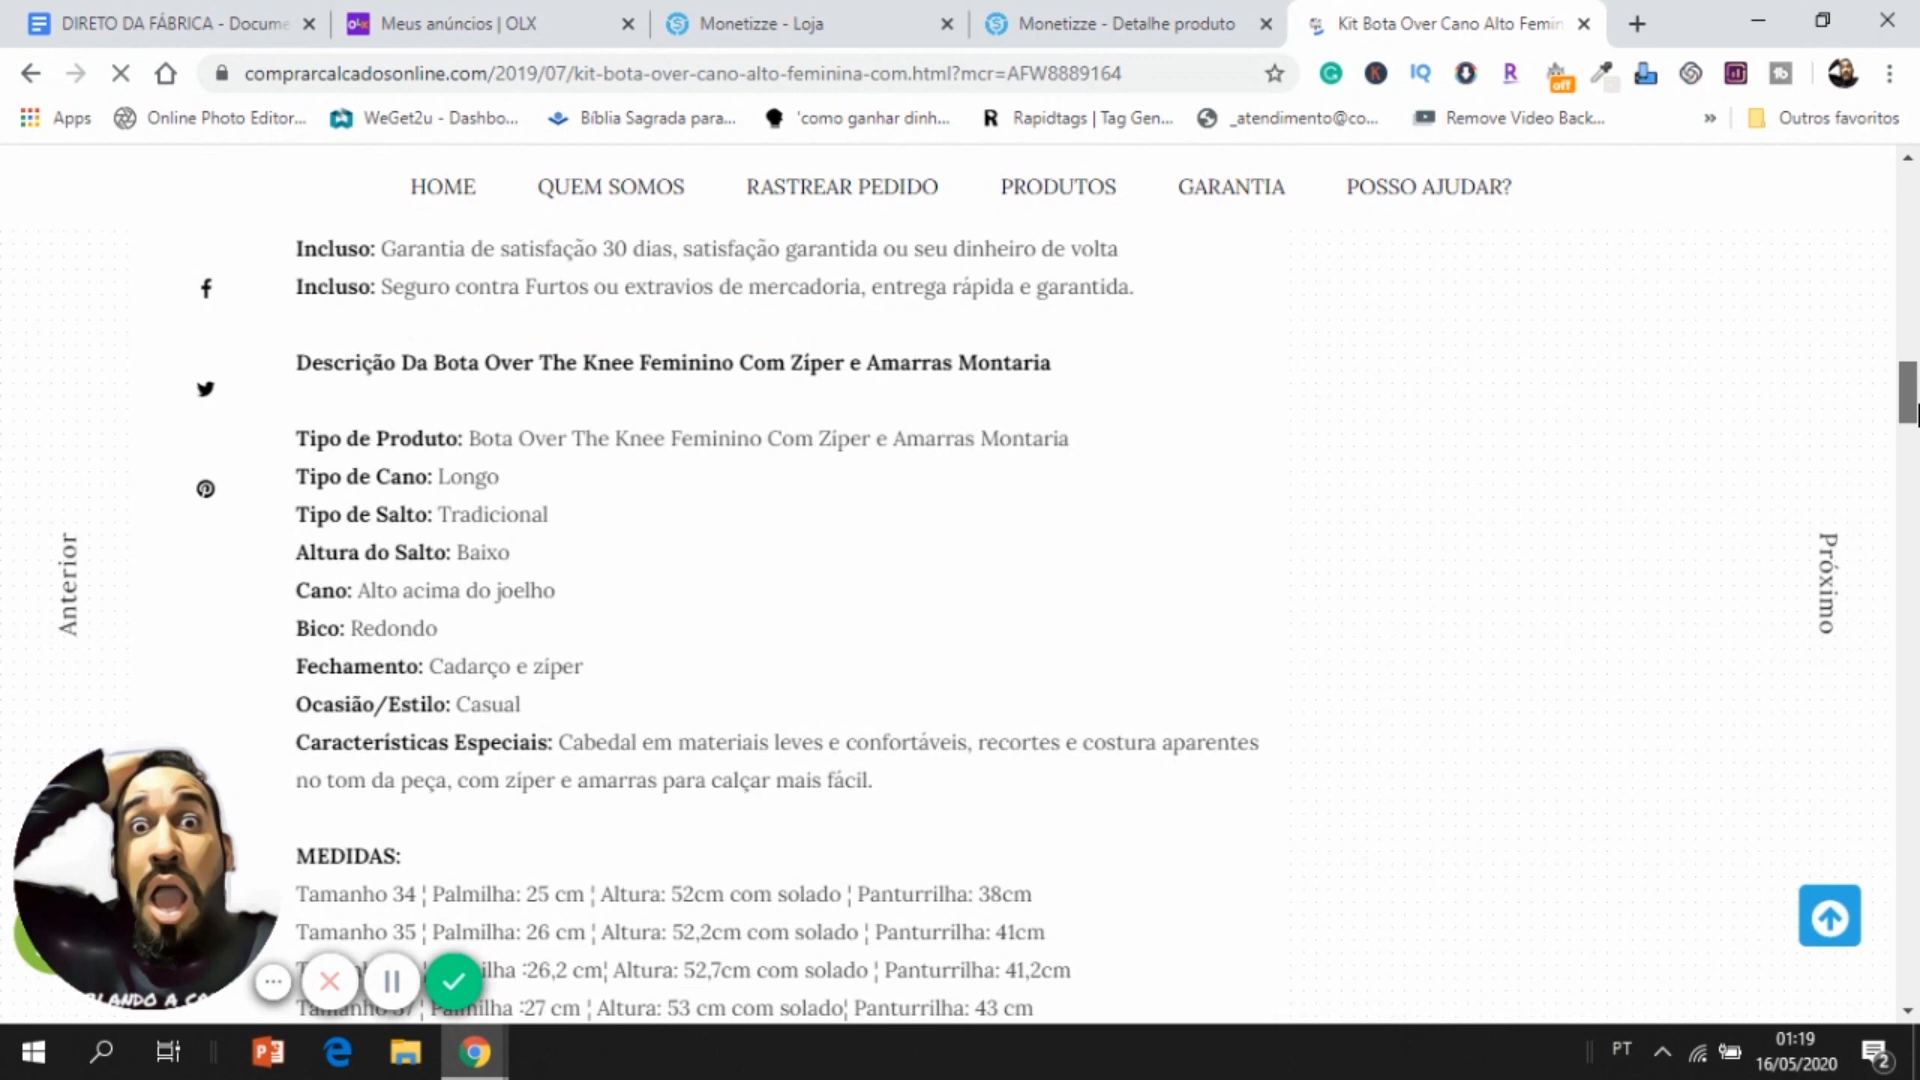 DIRETO DA FÁBRICA - Docume
Meus anúncios | OLX
Monetizze - Loja
Monetizze - Detalhe produto
Kit Bota Over Cano Alto Femin
comprarcalcadosonline.com/2019/07/kit-bota-over-cano-alto-feminina-com.html?mcr=AFW8889164
IQ
R
off
Apps
Online Photo Editor...
WeGet2u - Dashbo...
Bíblia Sagrada para...
'como ganhar dinh...
R Rapidtags | Tag Gen...
_atendimento@co...
Remove Video Back...
»
Outros favoritos
HOME
QUEM SOMOS
RASTREAR PEDIDO
PRODUTOS
GARANTIA
POSSO AJUDAR?
Incluso: Garantia de satisfação 30 dias, satisfação garantida ou seu dinheiro de volta
Incluso: Seguro contra Furtos ou extravios de mercadoria, entrega rápida e garantida.
Descrição Da Bota Over The Knee Feminino Com Zíper e Amarras Montaria
Tipo de Produto: Bota Over The Knee Feminino Com Zíper e Amarras Montaria
Tipo de Cano: Longo
Tipo de Salto: Tradicional
Altura do Salto: Baixo
Cano: Alto acima do joelho
Bico: Redondo
Fechamento: Cadarço e zíper
Ocasião/Estilo: Casual
Características Especiais: Cabedal em materiais leves e confortáveis, recortes e costura aparentes
no tom da peça, com zíper e amarras para calçar mais fácil.
MEDIDAS:
Tamanho 34 ¦ Palmilha: 25 cm ¦ Altura: 52cm com solado ¦ Panturrilha: 38cm
Tamanho 35 ¦ Palmilha: 26 cm ¦ Altura: 52,2cm com solado ¦ Panturrilha: 41cm
ilha :26,2 cm¦ Altura: 52,7cm com solado ¦ Panturrilha: 41,2cm
Tamanho 37 ¦ Palmilha :27 cm ¦ Altura: 53 cm com solado¦ Panturrilha: 43 cm
Anterior
Próximo
PT
01:19
16/05/2020
2